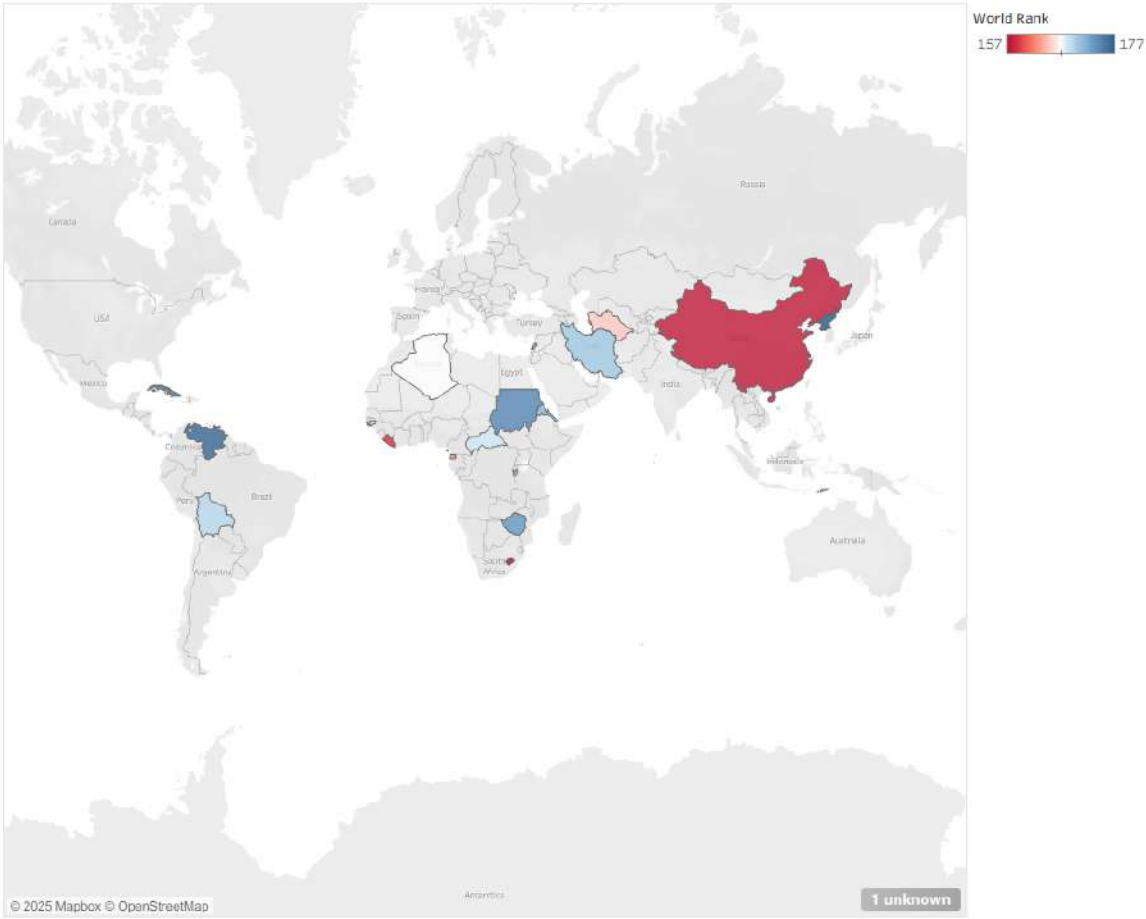 World Rank
157 177
Russia
Canada
France
USA
Spain
Turkey
Japan
Mexico
Egypt
India
Colombia
Indonesia
Peru
Brazil
Australia
South
Africa
Argentina
Antarctica
© 2025 Mapbox © OpenStreetMap
1 unknown